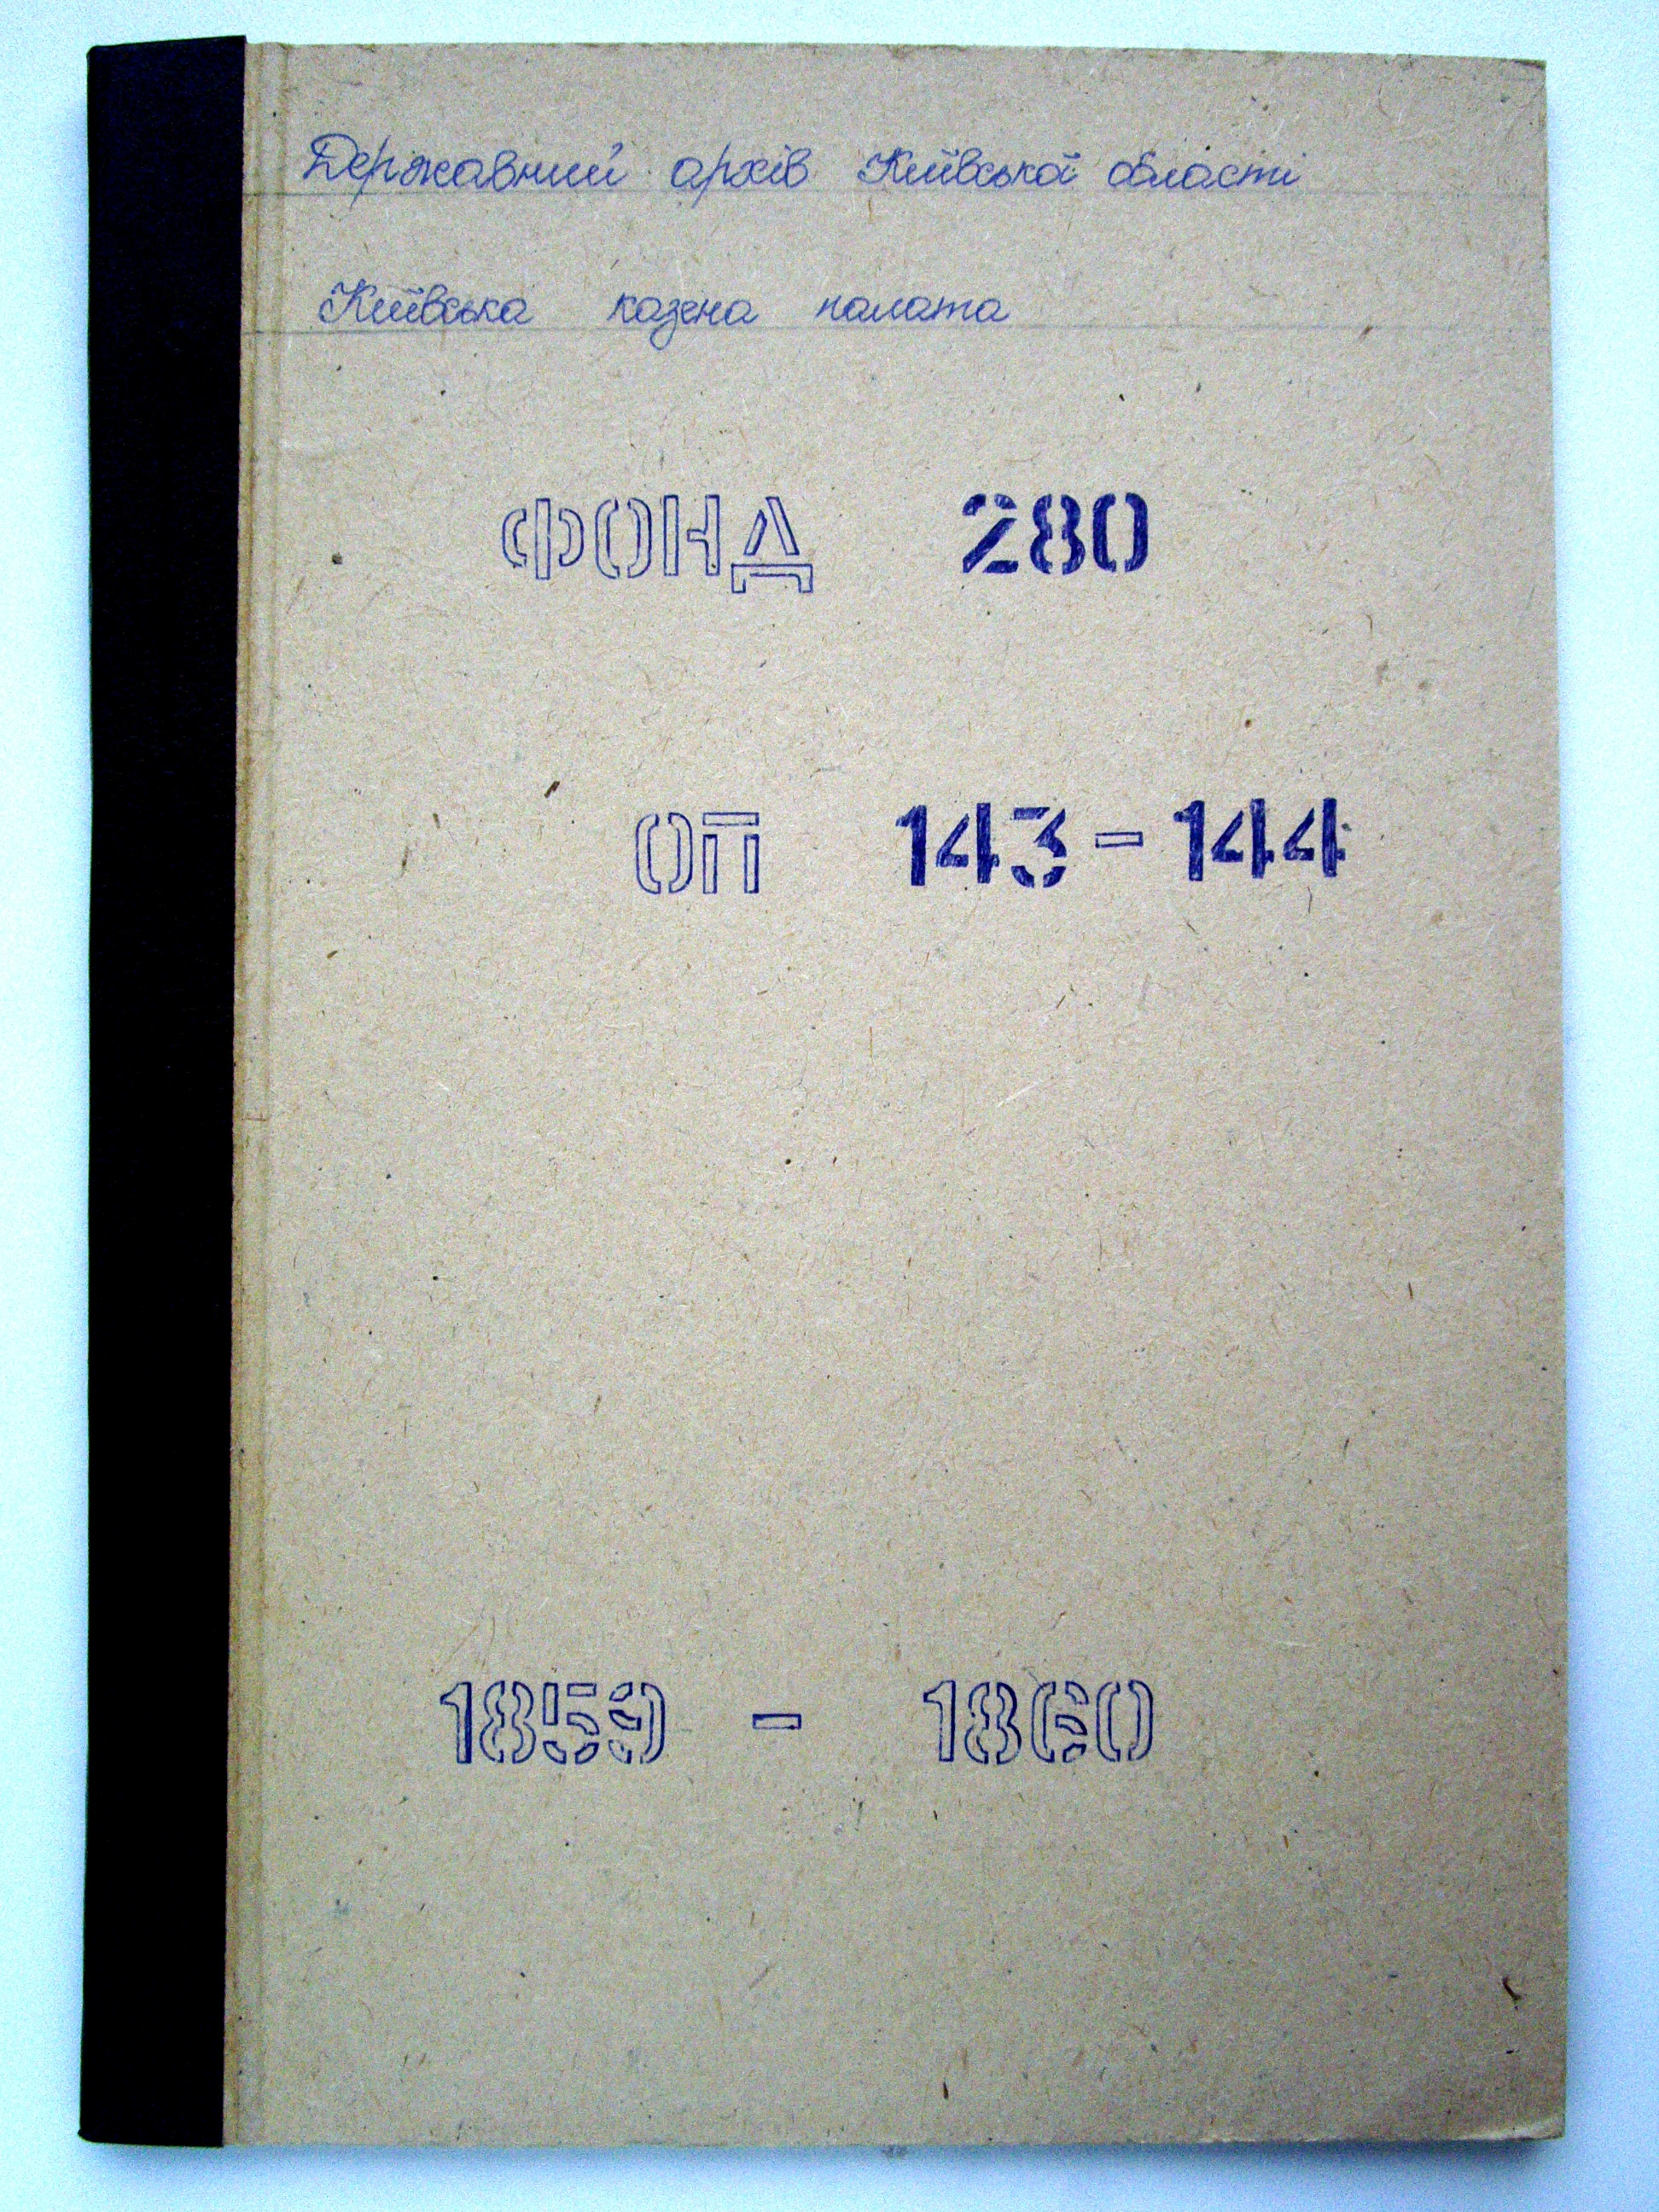 Державний архів Київської області
Київська казена палата
ФОНД 280
ОП 143-144
1859 - 1860